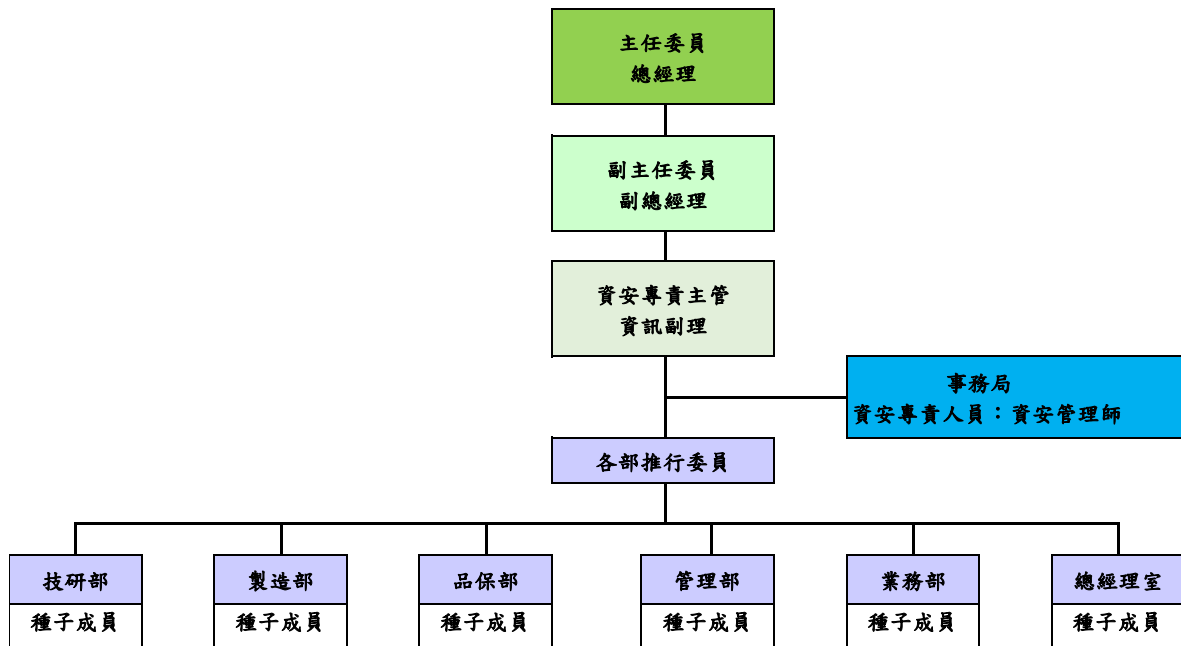 主任委員
總經理
副主任委員
副總經理
資安專責主管
資訊副理
事務局
資安專責人員：資安管理師
各部推行委員
技研部
種子成員
製造部
種子成員
品保部
種子成員
管理部
種子成員
業務部
種子成員
總經理室
種子成員